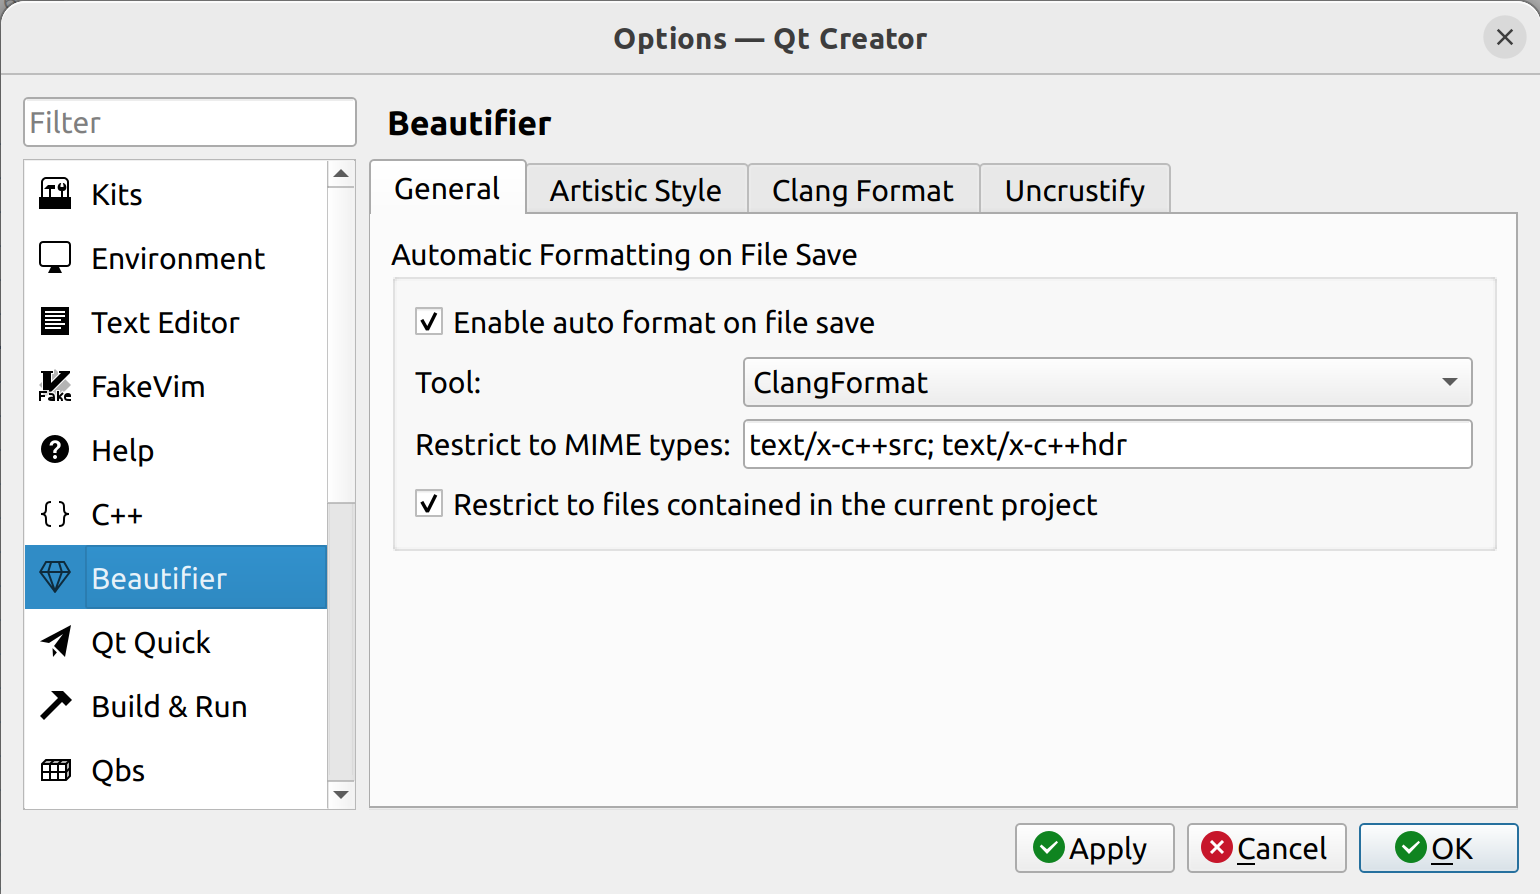 Options — Qt Creator
Filter
Kits
Environment
Text Editor
Fake
FakeVim
Help
C++
Beautifier
Qt Quick
Build & Run
Qbs
Beautifier
General
Artistic Style
Clang Format
Uncrustify
Automatic Formatting on File Save
Enable auto format on file save
Tool:
ClangFormat
Restrict to MIME types:
text/x-c++src; text/x-c++hdr
Restrict to files contained in the current project
Apply
Cancel
OK